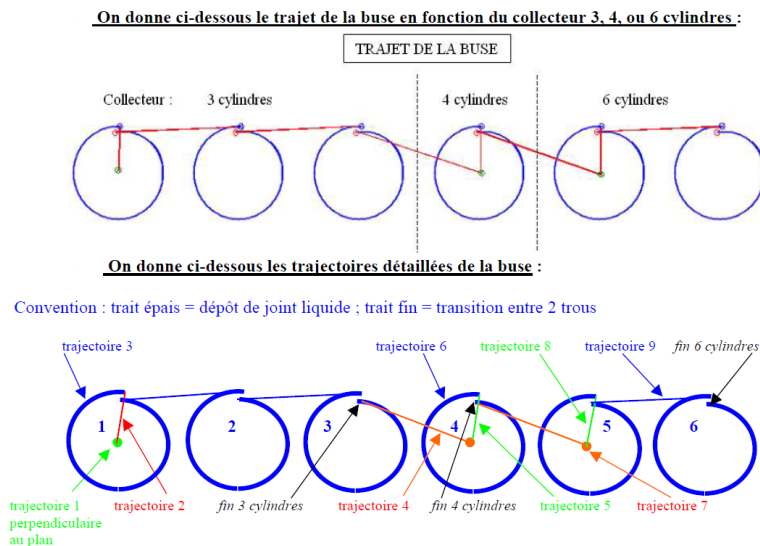 On donne ci-dessous le trajet de la buse en fonction du collecteur 3, 4, ou 6 cylindres :
TRAJET DE LA BUSE
Collecteur : 3 cylindres 4 cylindres 6 cylindres
On donne ci-dessous les trajectoires détaillées de la buse :
Convention : trait épais = dépôt de joint liquide ; trait fin = transition entre 2 trous
trajectoire 3 trajectoire 6 trajectoire 8 trajectoire 9 fin 6 cylindres
1 2 3 4 5 6
trajectoire 1 trajectoire 2 fin 3 cylindres trajectoire 4 fin 4 cylindres trajectoire 5 trajectoire 7
perpendiculaire
au plan